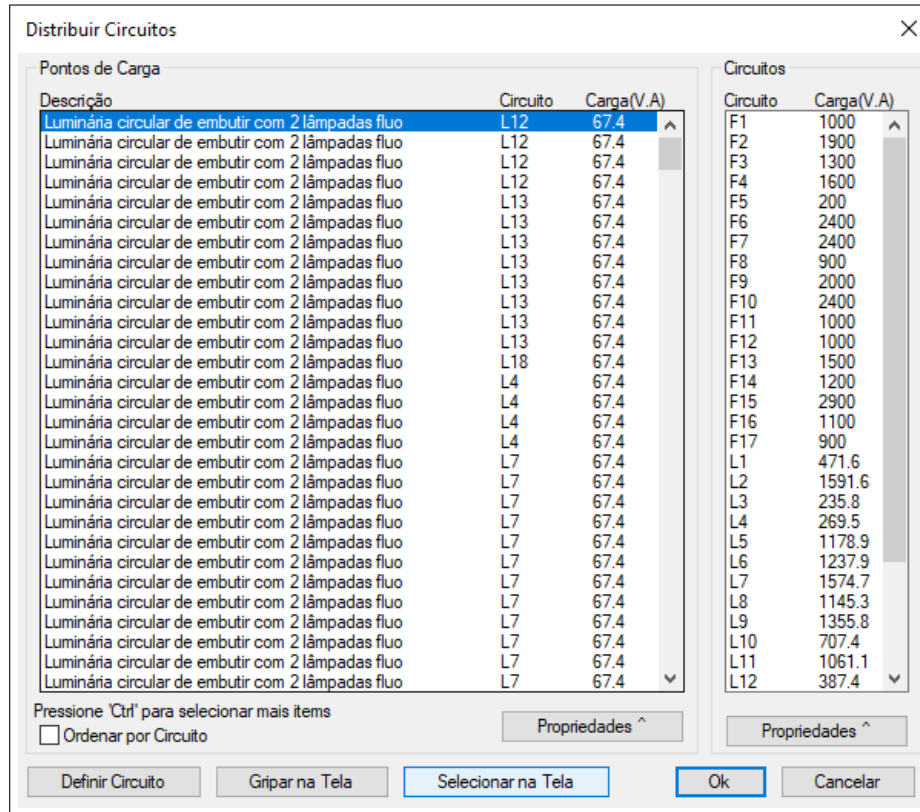 Distribuir Circuitos
Pontos de Carga
Descrição Circuito Carga(V.A)
Luminária circular de embutir com 2 lâmpadas fluo L12 67.4
Luminária circular de embutir com 2 lâmpadas fluo L12 67.4
Luminária circular de embutir com 2 lâmpadas fluo L12 67.4
Luminária circular de embutir com 2 lâmpadas fluo L12 67.4
Luminária circular de embutir com 2 lâmpadas fluo L13 67.4
Luminária circular de embutir com 2 lâmpadas fluo L13 67.4
Luminária circular de embutir com 2 lâmpadas fluo L13 67.4
Luminária circular de embutir com 2 lâmpadas fluo L13 67.4
Luminária circular de embutir com 2 lâmpadas fluo L13 67.4
Luminária circular de embutir com 2 lâmpadas fluo L13 67.4
Luminária circular de embutir com 2 lâmpadas fluo L13 67.4
Luminária circular de embutir com 2 lâmpadas fluo L13 67.4
Luminária circular de embutir com 2 lâmpadas fluo L18 67.4
Luminária circular de embutir com 2 lâmpadas fluo L4 67.4
Luminária circular de embutir com 2 lâmpadas fluo L4 67.4
Luminária circular de embutir com 2 lâmpadas fluo L4 67.4
Luminária circular de embutir com 2 lâmpadas fluo L4 67.4
Luminária circular de embutir com 2 lâmpadas fluo L7 67.4
Luminária circular de embutir com 2 lâmpadas fluo L7 67.4
Luminária circular de embutir com 2 lâmpadas fluo L7 67.4
Luminária circular de embutir com 2 lâmpadas fluo L7 67.4
Luminária circular de embutir com 2 lâmpadas fluo L7 67.4
Luminária circular de embutir com 2 lâmpadas fluo L7 67.4
Luminária circular de embutir com 2 lâmpadas fluo L7 67.4
Luminária circular de embutir com 2 lâmpadas fluo L7 67.4
Luminária circular de embutir com 2 lâmpadas fluo L7 67.4
Luminária circular de embutir com 2 lâmpadas fluo L7 67.4
Luminária circular de embutir com 2 lâmpadas fluo L7 67.4
Luminária circular de embutir com 2 lâmpadas fluo L7 67.4
Pressione 'Ctrl' para selecionar mais items
Ordenar por Circuito
Propriedades ^
Circuitos
Circuito Carga(V.A)
F1 1000
F2 1900
F3 1300
F4 1600
F5 200
F6 2400
F7 2400
F8 900
F9 2000
F10 2400
F11 1000
F12 1000
F13 1500
F14 1200
F15 2900
F16 1100
F17 900
L1 471.6
L2 1591.6
L3 235.8
L4 269.5
L5 1178.9
L6 1237.9
L7 1574.7
L8 1145.3
L9 1355.8
L10 707.4
L11 1061.1
L12 387.4
Propriedades ^
Definir Circuito Gripar na Tela Selecionar na Tela Ok Cancelar